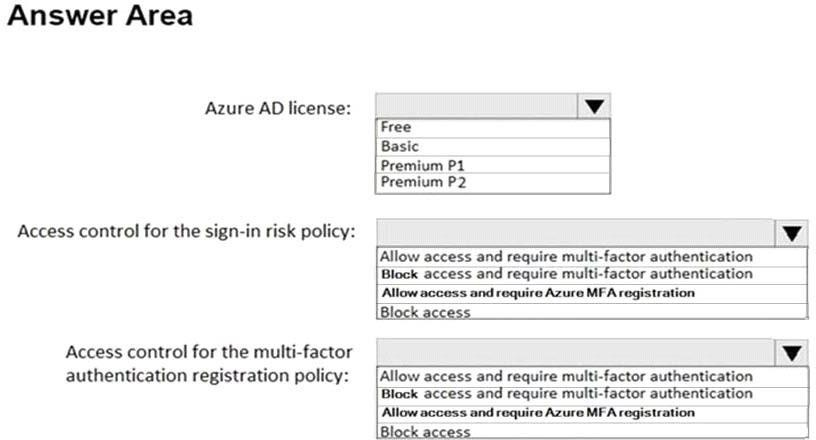 Answer Area
Azure AD license:
Free
Basic
Premium P1
Premium P2
Access control for the sign-in risk policy:
Allow access and require multi-factor authentication
Block access and require multi-factor authentication
Allow access and require Azure MFA registration
Block access
Access control for the multi-factor
authentication registration policy:
Allow access and require multi-factor authentication
Block access and require multi-factor authentication
Allow access and require Azure MFA registration
Block access